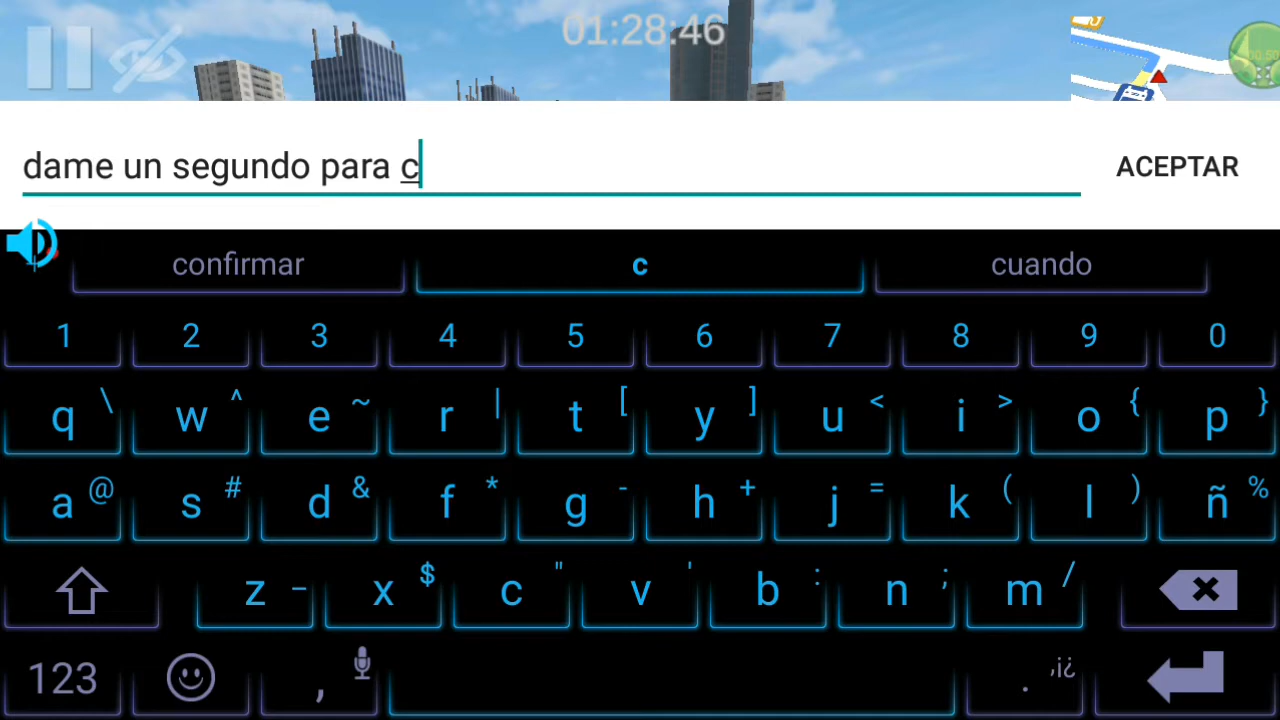 01:28:46
dame un segundo para c
ACEPTAR
confirmar c cuando
1 2 3 4 5 6 7 8 9 0
q \ w ^ e ~ r | t [ y ] u < i > o { p }
a @ s # d & f * g - h + j = k ( l ) ñ %
z _ x $ c " v ' b : n ; m /
123 , . ,¡¿